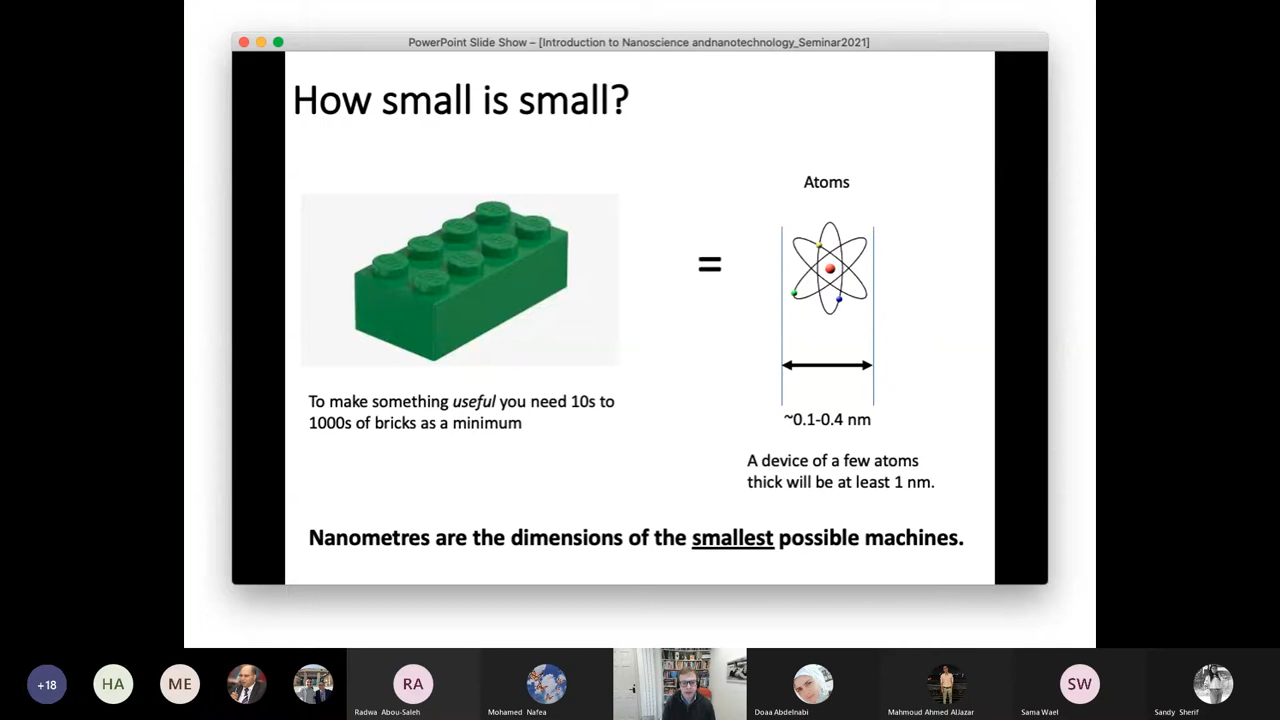 PowerPoint Slide Show – [Introduction to Nanoscience andnanotechnology_Seminar2021]
How small is small?
Atoms
=
~0.1-0.4 nm
To make something useful you need 10s to
1000s of bricks as a minimum
A device of a few atoms
thick will be at least 1 nm.
Nanometres are the dimensions of the smallest possible machines.
+18
HA
ME
RA
Radwa Abou-Saleh
Mohamed Nafea
Doaa Abdelnabi
Mahmoud Ahmed AlJazar
SW
Sama Wael
Sandy Sherif